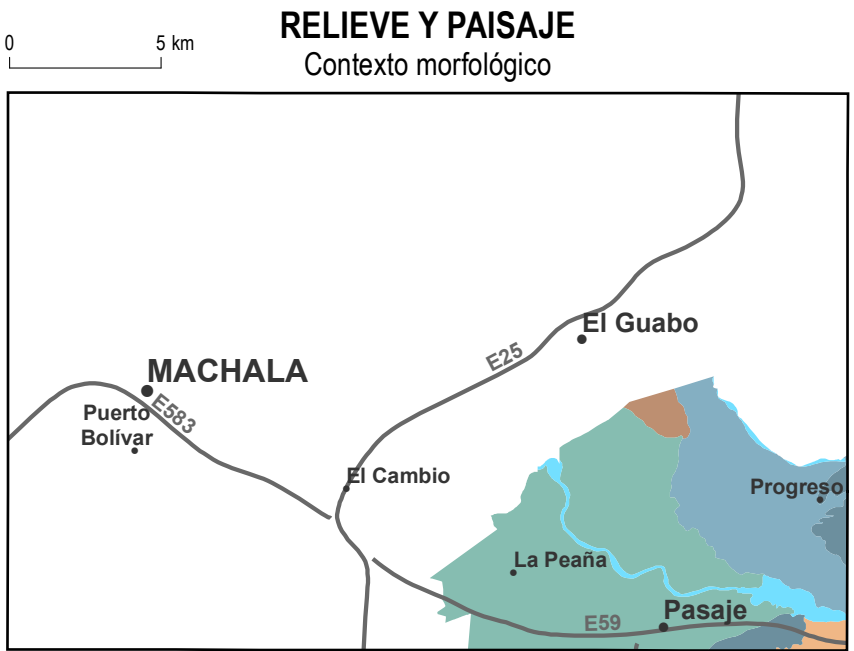 RELIEVE Y PAISAJE
Contexto morfológico
0 5 km
El Guabo
E25
MACHALA
E583
Puerto
Bolívar
El Cambio
Progreso
La Peaña
Pasaje
E59